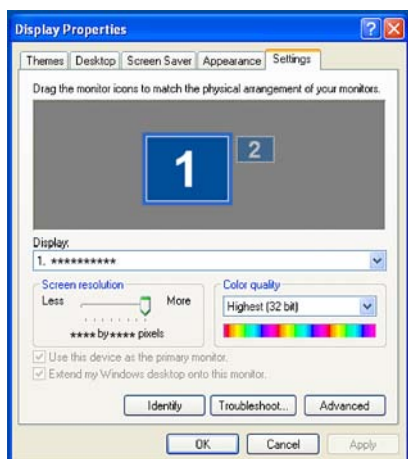 Display Properties
Themes Desktop Screen Saver Appearance Settings
Drag the monitor icons to match the physical arrangement of your monitors.
1 2
Display:
1. **********
Screen resolution
Less More
**** by **** pixels
Color quality
Highest (32 bit)
Use this device as the primary monitor.
Extend my Windows desktop onto this monitor.
Identify Troubleshoot... Advanced
OK Cancel Apply